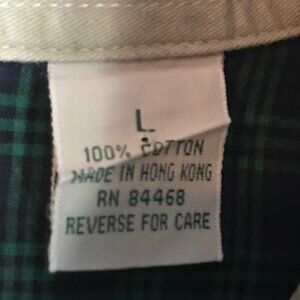 L
100% COTTON
MADE IN HONG KONG
RN 84468
REVERSE FOR CARE